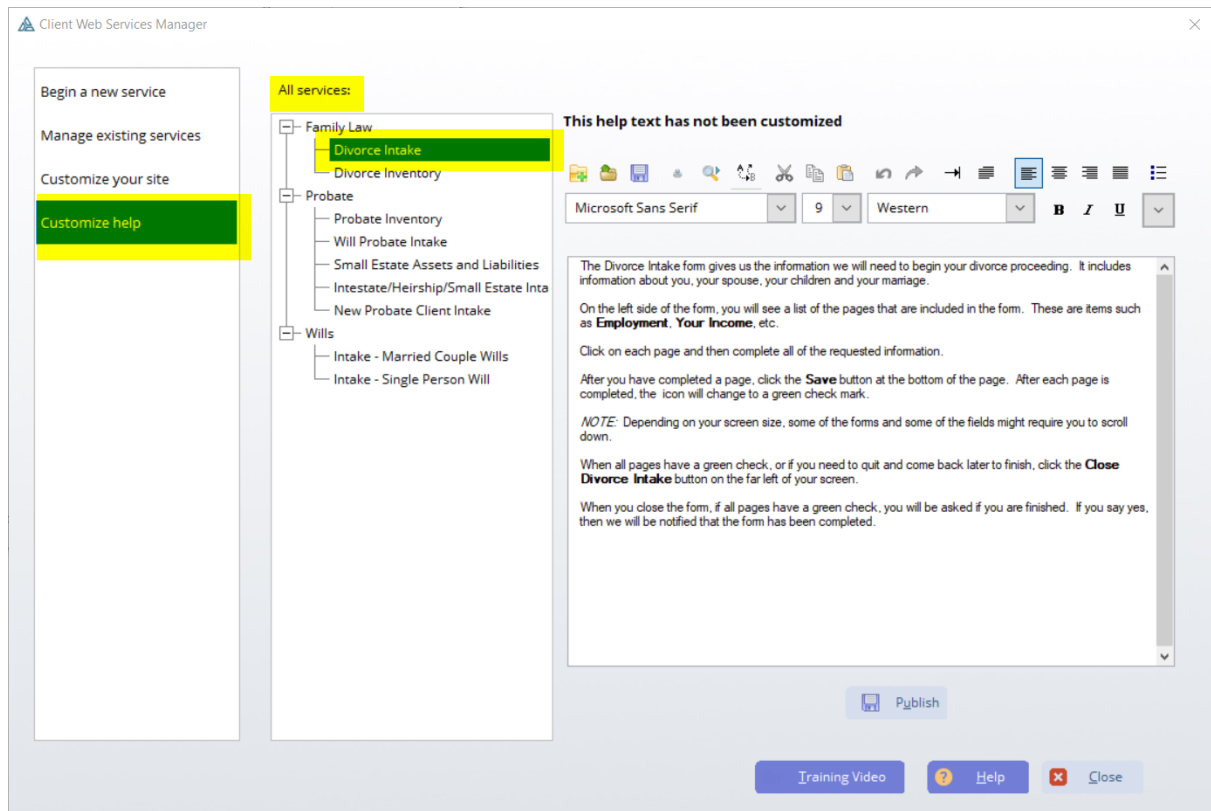 Client Web Services Manager
Begin a new service
Manage existing services
Customize your site
Customize help
All services:
Family Law
Divorce Intake
Divorce Inventory
Probate
Probate Inventory
Will Probate Intake
Small Estate Assets and Liabilities
Intestate/Heirship/Small Estate Inta
New Probate Client Intake
Wills
Intake - Married Couple Wills
Intake - Single Person Will
This help text has not been customized
Microsoft Sans Serif 9 Western B I U
The Divorce Intake form gives us the information we will need to begin your divorce proceeding. It includes
information about you, your spouse, your children and your marriage.
On the left side of the form, you will see a list of the pages that are included in the form. These are items such
as Employment, Your Income, etc.
Click on each page and then complete all of the requested information.
After you have completed a page, click the Save button at the bottom of the page. After each page is
completed, the icon will change to a green check mark.
NOTE: Depending on your screen size, some of the forms and some of the fields might require you to scroll
down.
When all pages have a green check, or if you need to quit and come back later to finish, click the Close
Divorce Intake button on the far left of your screen.
When you close the form, if all pages have a green check, you will be asked if you are finished. If you say yes,
then we will be notified that the form has been completed.
Publish
Training Video
Help
Close